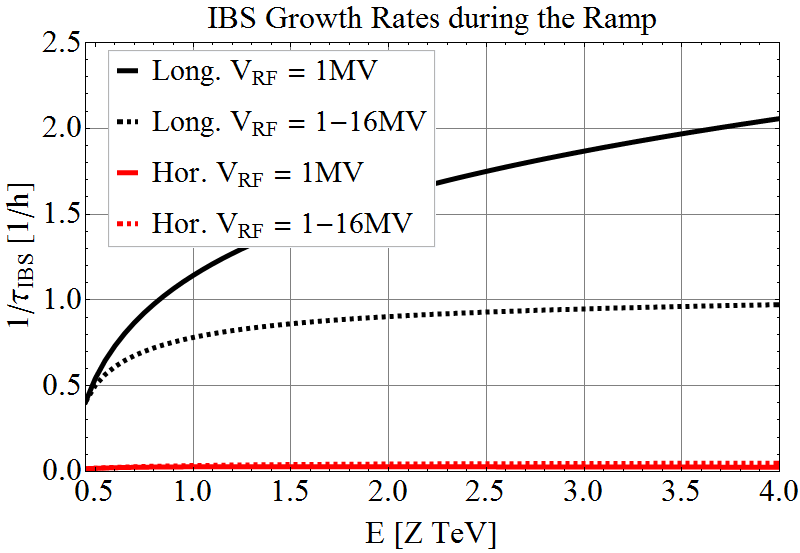 IBS Growth Rates during the Ramp
2.5
2.0
1.5
1.0
0.5
0.0
1/τIBS [1/h]
Long. VRF = 1MV
Long. VRF = 1−16MV
Hor. VRF = 1MV
Hor. VRF = 1−16MV
0.5 1.0 1.5 2.0 2.5 3.0 3.5 4.0
E [Z TeV]